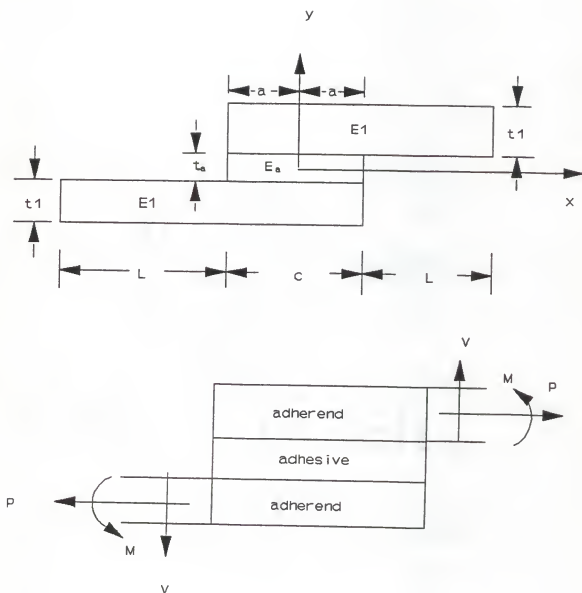 y
a a
E1 t1
tₐ Eₐ
t1 E1
x
L C L
V
M P
adherend
adhesive
P adherend
M
V